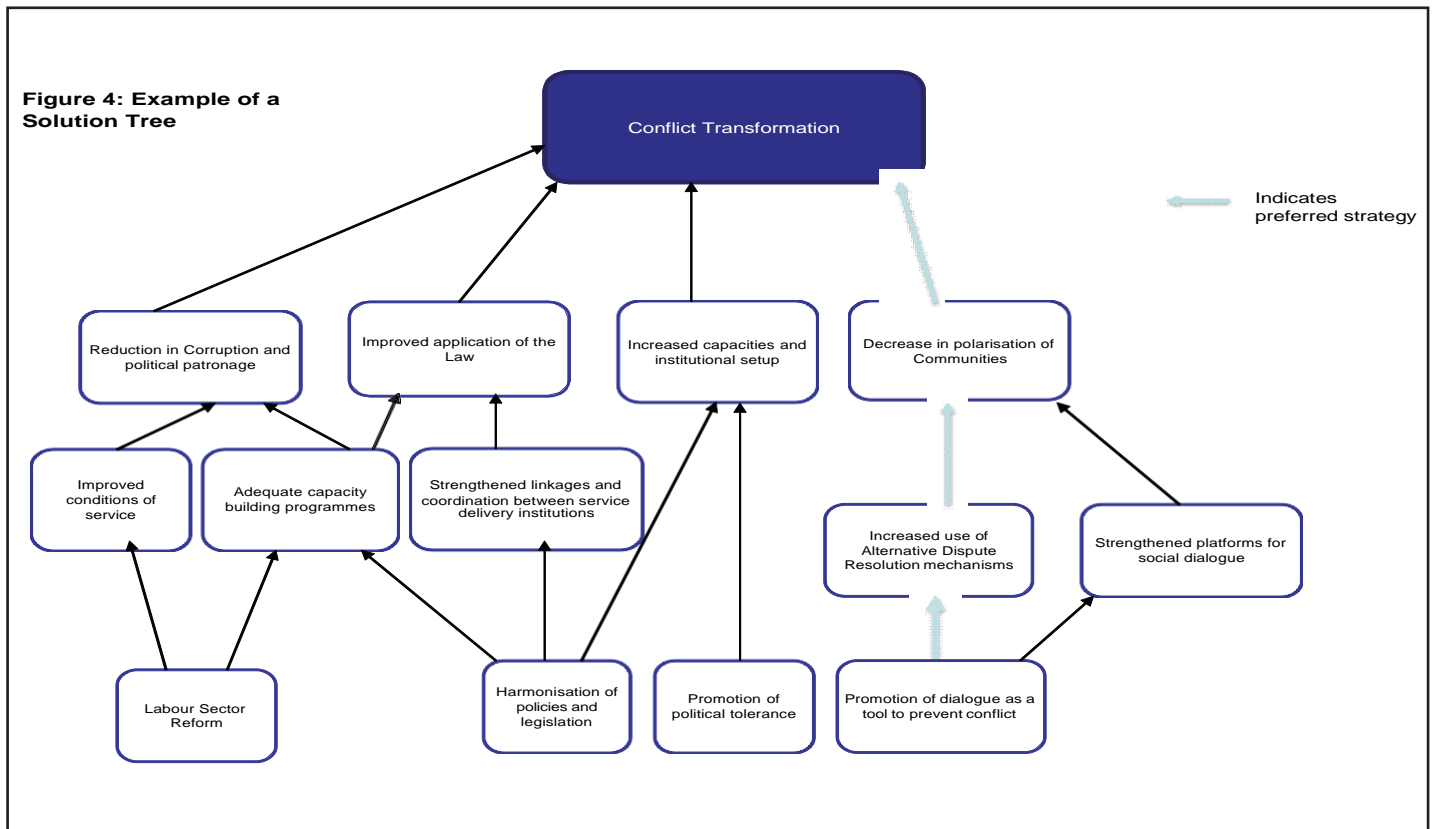 Figure 4: Example of a
Solution Tree
Conflict Transformation
Indicates
preferred strategy
Reduction in Corruption and
political patronage
Improved application of the
Law
Increased capacities and
institutional setup
Decrease in polarisation of
Communities
Improved
conditions of
service
Adequate capacity
building programmes
Strengthened linkages and
coordination between service
delivery institutions
Increased use of
Alternative Dispute
Resolution mechanisms
Strengthened platforms for
social dialogue
Labour Sector
Reform
Harmonisation of
policies and
legislation
Promotion of
political tolerance
Promotion of dialogue as a
tool to prevent conflict